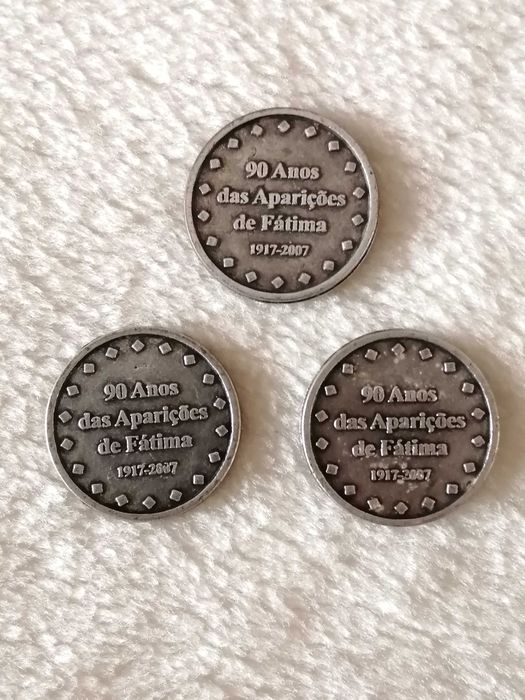 90 Anos
das Aparições
de Fátima
1917-2007
90 Anos
das Aparições
de Fátima
1917-2007
90 Anos
das Aparições
de Fátima
1917-2007